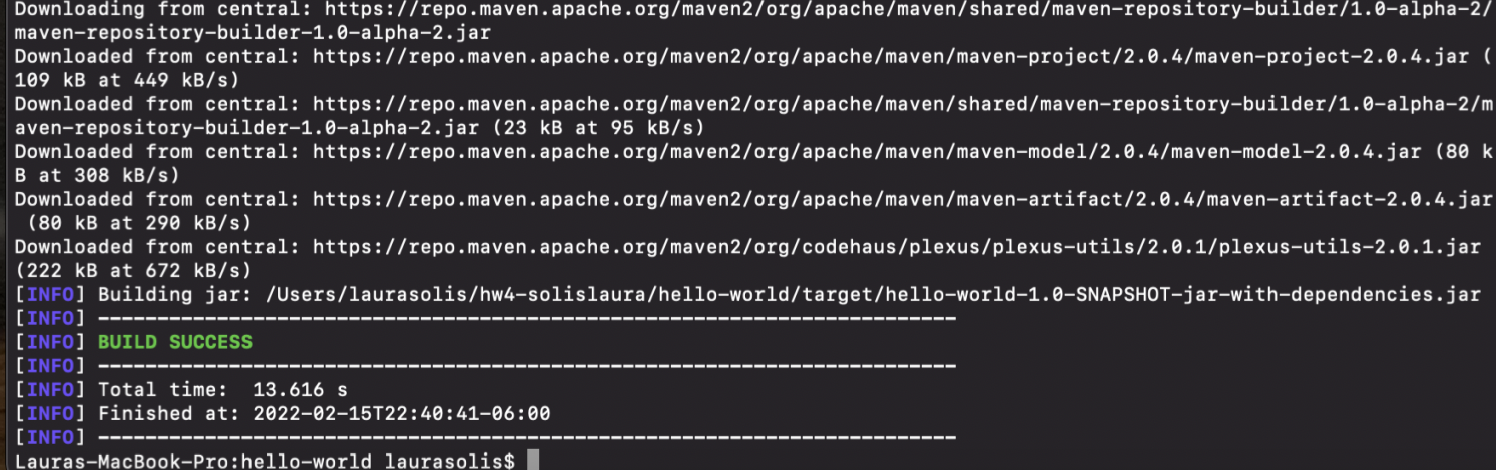 Downloading from central: https://repo.maven.apache.org/maven2/org/apache/maven/shared/maven-repository-builder/1.0-alpha-2/
maven-repository-builder-1.0-alpha-2.jar
Downloaded from central: https://repo.maven.apache.org/maven2/org/apache/maven/maven-project/2.0.4/maven-project-2.0.4.jar (
109 kB at 449 kB/s)
Downloaded from central: https://repo.maven.apache.org/maven2/org/apache/maven/shared/maven-repository-builder/1.0-alpha-2/m
aven-repository-builder-1.0-alpha-2.jar (23 kB at 95 kB/s)
Downloaded from central: https://repo.maven.apache.org/maven2/org/apache/maven/maven-model/2.0.4/maven-model-2.0.4.jar (80 k
B at 308 kB/s)
Downloaded from central: https://repo.maven.apache.org/maven2/org/apache/maven/maven-artifact/2.0.4/maven-artifact-2.0.4.jar
 (80 kB at 290 kB/s)
Downloaded from central: https://repo.maven.apache.org/maven2/org/codehaus/plexus/plexus-utils/2.0.1/plexus-utils-2.0.1.jar
(222 kB at 672 kB/s)
[INFO] Building jar: /Users/laurasolis/hw4-solislaura/hello-world/target/hello-world-1.0-SNAPSHOT-jar-with-dependencies.jar
[INFO] ------------------------------------------------------------------------
[INFO] BUILD SUCCESS
[INFO] ------------------------------------------------------------------------
[INFO] Total time:  13.616 s
[INFO] Finished at: 2022-02-15T22:40:41-06:00
[INFO] ------------------------------------------------------------------------
Lauras-MacBook-Pro:hello-world laurasolis$